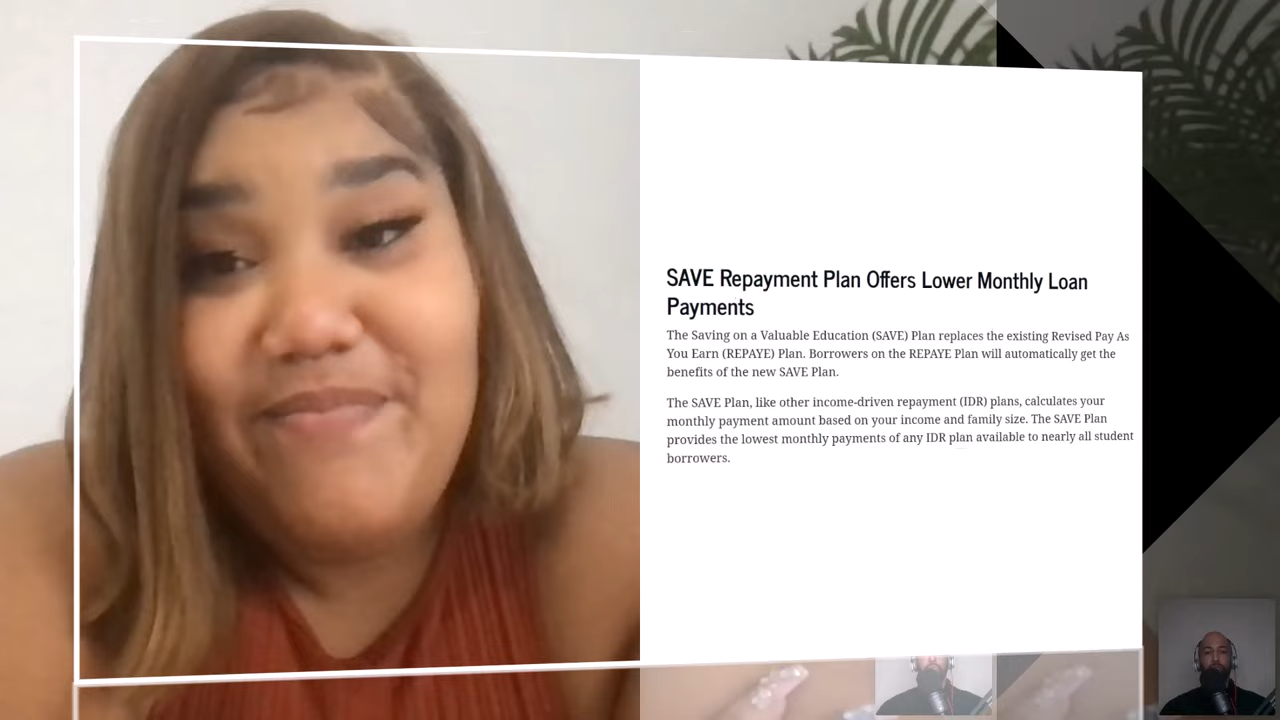 SAVE Repayment Plan Offers Lower Monthly Loan
Payments
The Saving on a Valuable Education (SAVE) Plan replaces the existing Revised Pay As
You Earn (REPAYE) Plan. Borrowers on the REPAYE Plan will automatically get the
benefits of the new SAVE Plan.
The SAVE Plan, like other income-driven repayment (IDR) plans, calculates your
monthly payment amount based on your income and family size. The SAVE Plan
provides the lowest monthly payments of any IDR plan available to nearly all student
borrowers.